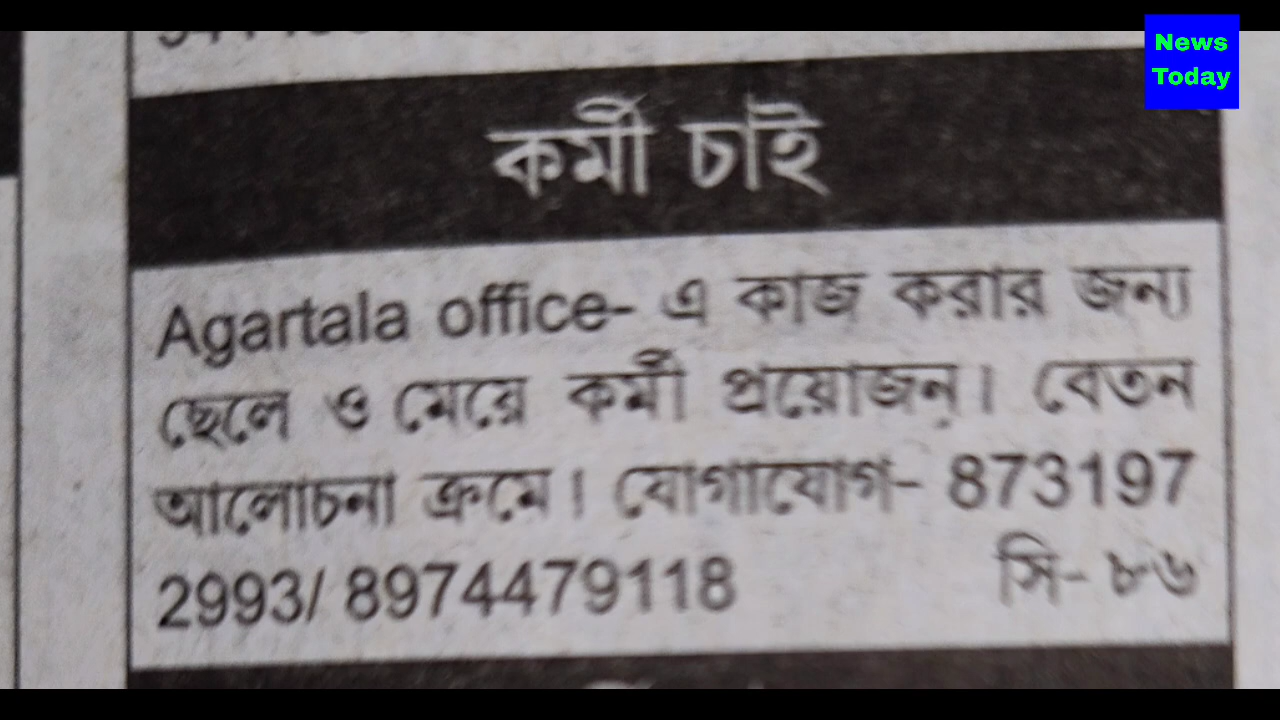 News
Today
কর্মী চাই
Agartala office- এ কাজ করার জন্য
ছেলে ও মেয়ে কর্মী প্রয়োজন। বেতন
আলোচনা ক্রমে। যোগাযোগ- 873197
2993/ 8974479118 সি- ৮৬